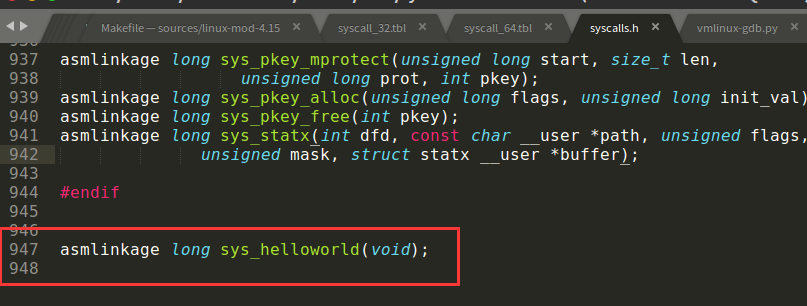 Makefile — sources/linux-mod-4.15 × syscall_32.tbl × syscall_64.tbl × syscalls.h × vmlinux-gdb.py ×
936
937 asmlinkage long sys_pkey_mprotect(unsigned long start, size_t len,
938 unsigned long prot, int pkey);
939 asmlinkage long sys_pkey_alloc(unsigned long flags, unsigned long init_val)
940 asmlinkage long sys_pkey_free(int pkey);
941 asmlinkage long sys_statx(int dfd, const char __user *path, unsigned flags,
942 unsigned mask, struct statx __user *buffer);
943
944 #endif
945
946
947 asmlinkage long sys_helloworld(void);
948